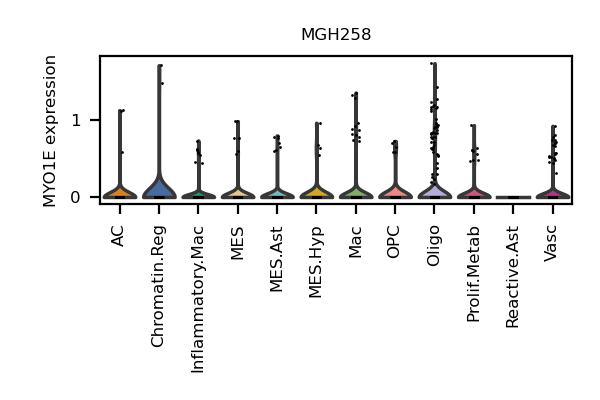 MGH258
MYO1E expression
1
0
AC
Chromatin.Reg
Inflammatory.Mac
MES
MES.Ast
MES.Hyp
Mac
OPC
Oligo
Prolif.Metab
Reactive.Ast
Vasc